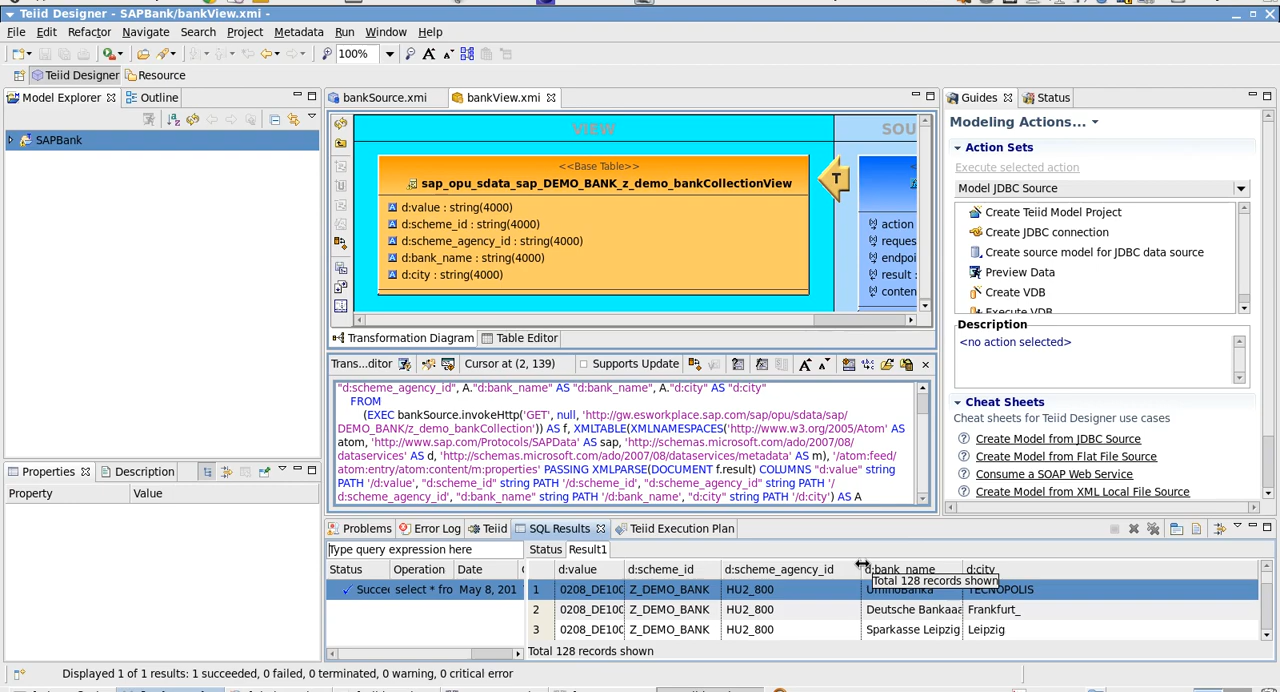 Teiid Designer - SAPBank/bankView.xmi
File Edit Refactor Navigate Search Project Metadata Run Window Help
100%
Teiid Designer Resource
Model Explorer Outline
SAPBank
bankSource.xmi bankView.xmi
VIEW
SOU
<<Base Table>>
sap_opu_sdata_sap_DEMO_BANK_z_demo_bankCollectionView
T
d:value : string(4000)
d:scheme_id : string(4000)
d:scheme_agency_id : string(4000)
d:bank_name : string(4000)
d:city : string(4000)
action
reques
endpoi
result :
conten
Transformation Diagram Table Editor
Trans...ditor Cursor at (2, 139) Supports Update
"d:scheme_agency_id", A."d:bank_name" AS "d:bank_name", A."d:city" AS "d:city"
FROM
(EXEC bankSource.invokeHttp('GET', null, 'http://gw.esworkplace.sap.com/sap/opu/sdata/sap/
DEMO_BANK/z_demo_bankCollection')) AS f, XMLTABLE(XMLNAMESPACES('http://www.w3.org/2005/Atom' AS
atom, 'http://www.sap.com/Protocols/SAPData' AS sap, 'http://schemas.microsoft.com/ado/2007/08/
dataservices' AS d, 'http://schemas.microsoft.com/ado/2007/08/dataservices/metadata' AS m), '/atom:feed/
atom:entry/atom:content/m:properties' PASSING XMLPARSE(DOCUMENT f.result) COLUMNS "d:value" string
PATH '/d:value', "d:scheme_id" string PATH '/d:scheme_id', "d:scheme_agency_id" string PATH '/
d:scheme_agency_id', "d:bank_name" string PATH '/d:bank_name', "d:city" string PATH '/d:city') AS A
Guides Status
Modeling Actions...
Action Sets
Execute selected action
Model JDBC Source
Create Teiid Model Project
Create JDBC connection
Create source model for JDBC data source
Preview Data
Create VDB
Execute VDB
Description
<no action selected>
Cheat Sheets
Cheat sheets for Teiid Designer use cases
Create Model from JDBC Source
Create Model from Flat File Source
Consume a SOAP Web Service
Create Model from XML Local File Source
Properties Description
Property Value
Problems Error Log Teiid SQL Results Teiid Execution Plan
Type query expression here
Status Operation Date
Succe select * fro May 8, 201
Status Result1
d:value d:scheme_id d:scheme_agency_id d:bank_name d:city
Total 128 records shown
1 0208_DE100 Z_DEMO_BANK HU2_800 UminoBanka TECNOPOLIS
2 0208_DE100 Z_DEMO_BANK HU2_800 Deutsche Bankaaa Frankfurt_
3 0208_DE100 Z_DEMO_BANK HU2_800 Sparkasse Leipzig Leipzig
Total 128 records shown
Displayed 1 of 1 results: 1 succeeded, 0 failed, 0 terminated, 0 warning, 0 critical error